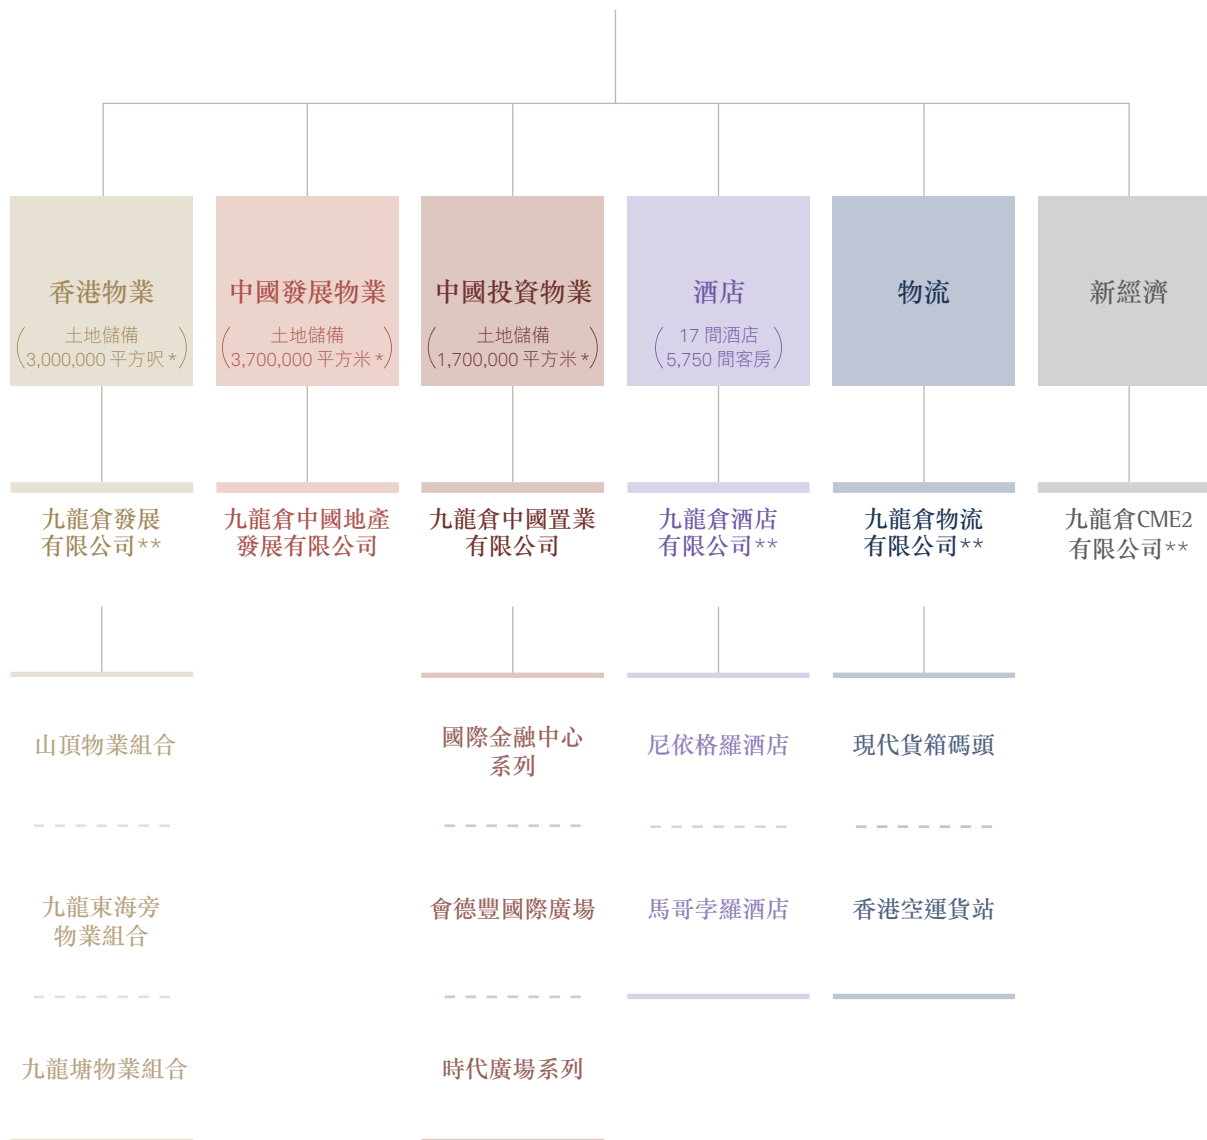 香港物業
土地儲備
3,000,000 平方呎 *
中國發展物業
土地儲備
3,700,000 平方米 *
中國投資物業
土地儲備
1,700,000 平方米 *
酒店
17 間酒店
5,750 間客房
物流
新經濟
九龍倉發展
有限公司**
九龍倉中國地產
發展有限公司
九龍倉中國置業
有限公司
九龍倉酒店
有限公司**
九龍倉物流
有限公司**
九龍倉CME2
有限公司**
山頂物業組合
國際金融中心
系列
尼依格羅酒店
現代貨箱碼頭
九龍東海旁
物業組合
會德豐國際廣場
馬哥孛羅酒店
香港空運貨站
九龍塘物業組合
時代廣場系列